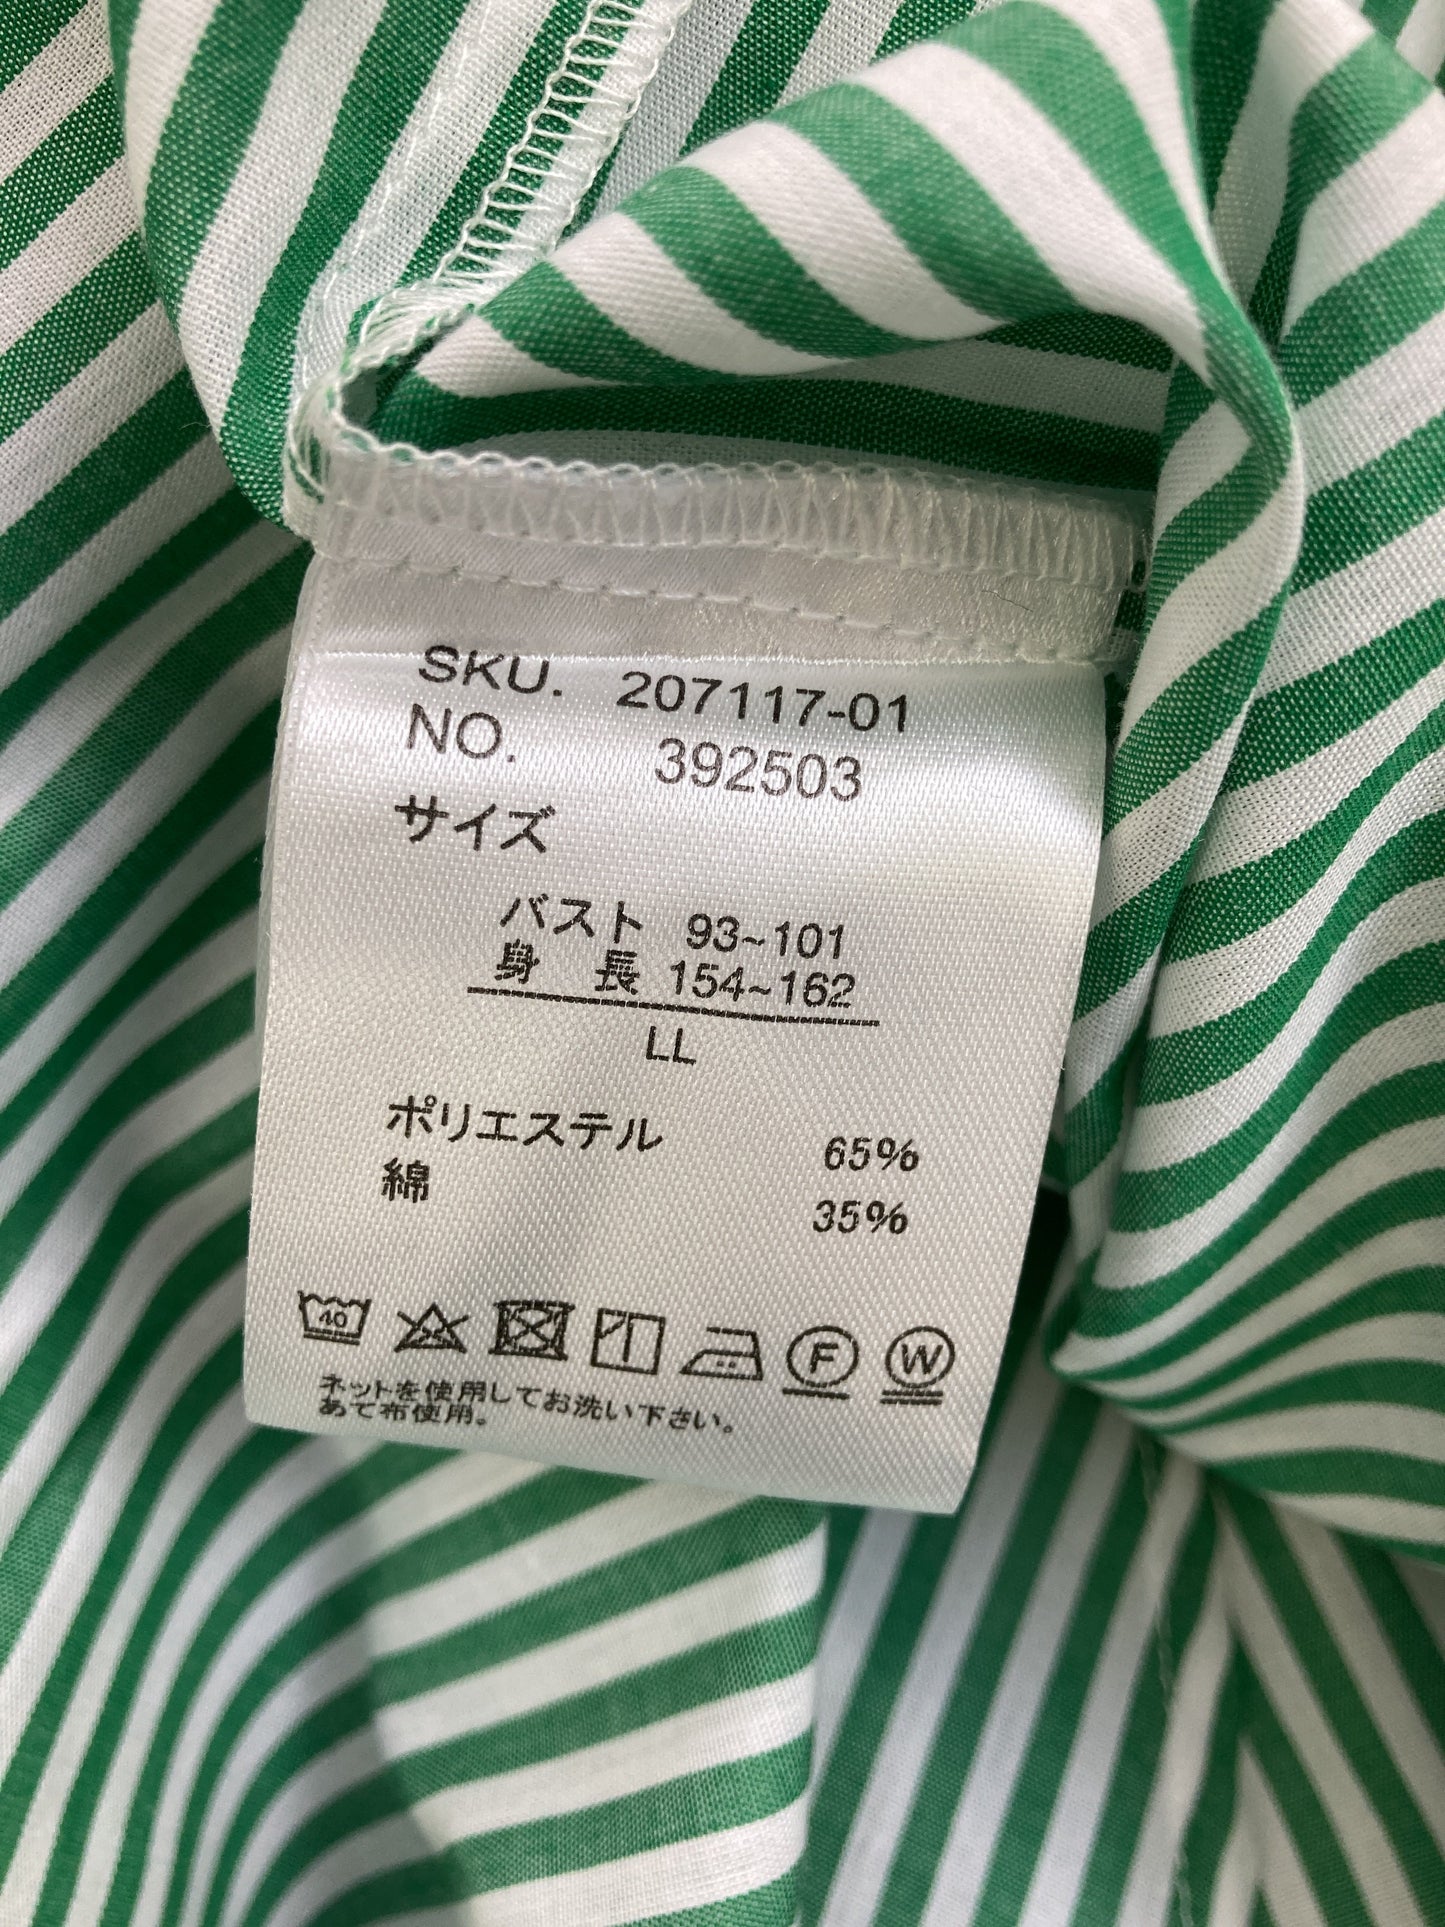 SKU. 207117-01
NO. 392503
サイズ
バスト 93~101
身長 154~162
LL
ポリエステル 65%
綿 35%
40 F W
ネットを使用してお洗い下さい。
あて布使用。